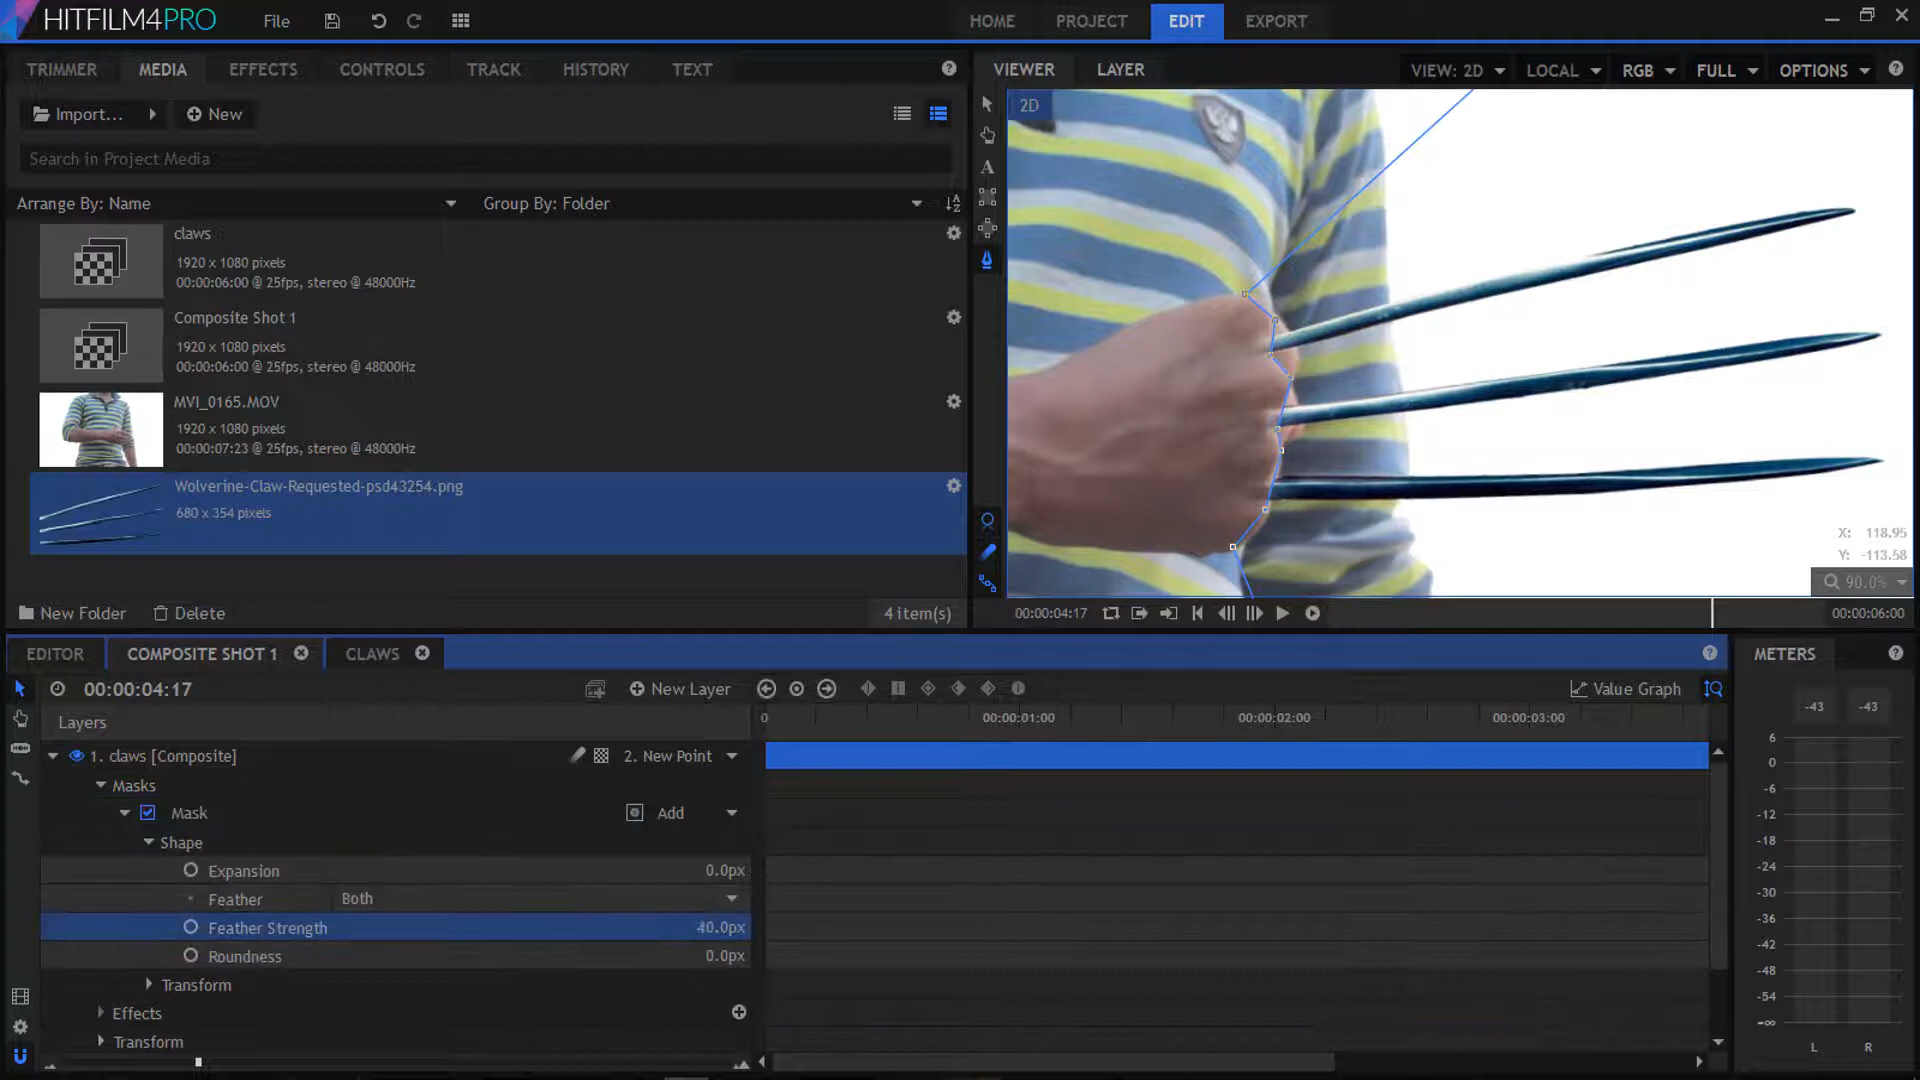 HITFILM4PRO
File
HOME
PROJECT
EDIT
EXPORT
TRIMMER
MEDIA
EFFECTS
CONTROLS
TRACK
HISTORY
TEXT
VIEWER
LAYER
VIEW: 2D
LOCAL
RGB
FULL
OPTIONS
Import...
New
Search in Project Media
Arrange By: Name
Group By: Folder
claws
1920 x 1080 pixels
00:00:06:00 @ 25fps, stereo @ 48000Hz
Composite Shot 1
1920 x 1080 pixels
00:00:06:00 @ 25fps, stereo @ 48000Hz
MVI_0165.MOV
1920 x 1080 pixels
00:00:07:23 @ 25fps, stereo @ 48000Hz
Wolverine-Claw-Requested-psd43254.png
680 x 354 pixels
New Folder
Delete
4 item(s)
2D
A
X: 118.95
Y: -113.58
90.0%
00:00:04:17
00:00:06:00
EDITOR
COMPOSITE SHOT 1
CLAWS
METERS
00:00:04:17
New Layer
Value Graph
Layers
0
00:00:01:00
00:00:02:00
00:00:03:00
1. claws [Composite]
2. New Point
Masks
Mask
Add
Shape
Expansion
0.0px
Feather
Both
Feather Strength
40.0px
Roundness
0.0px
Transform
Effects
Transform
-43
-43
6
0
-6
-12
-18
-24
-30
-36
-42
-48
-54
-∞
L
R